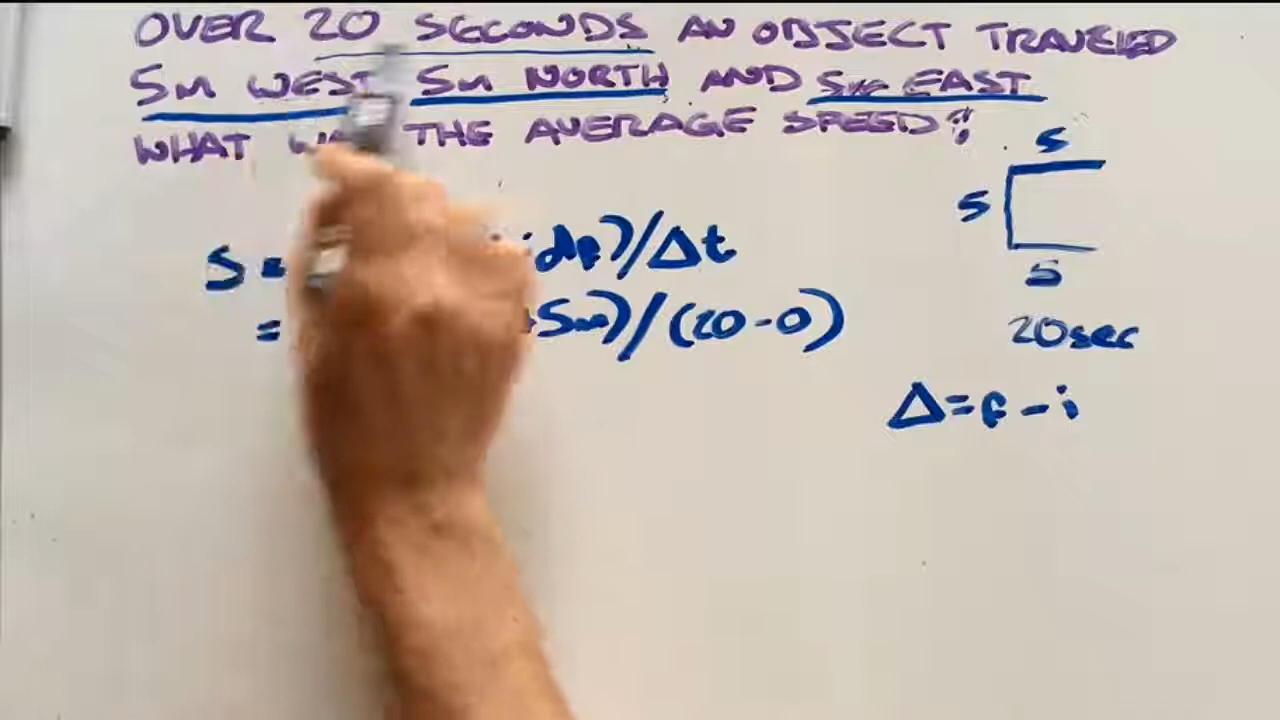 OVER 20 SECONDS AN OBJECT TRAVELED
5m WEST 5m NORTH AND 5m EAST
WHAT THE AVERAGE SPEED?
5
5
5
S =
)/Δt
= +5m)/(20-0)
20sec
Δ=f-i